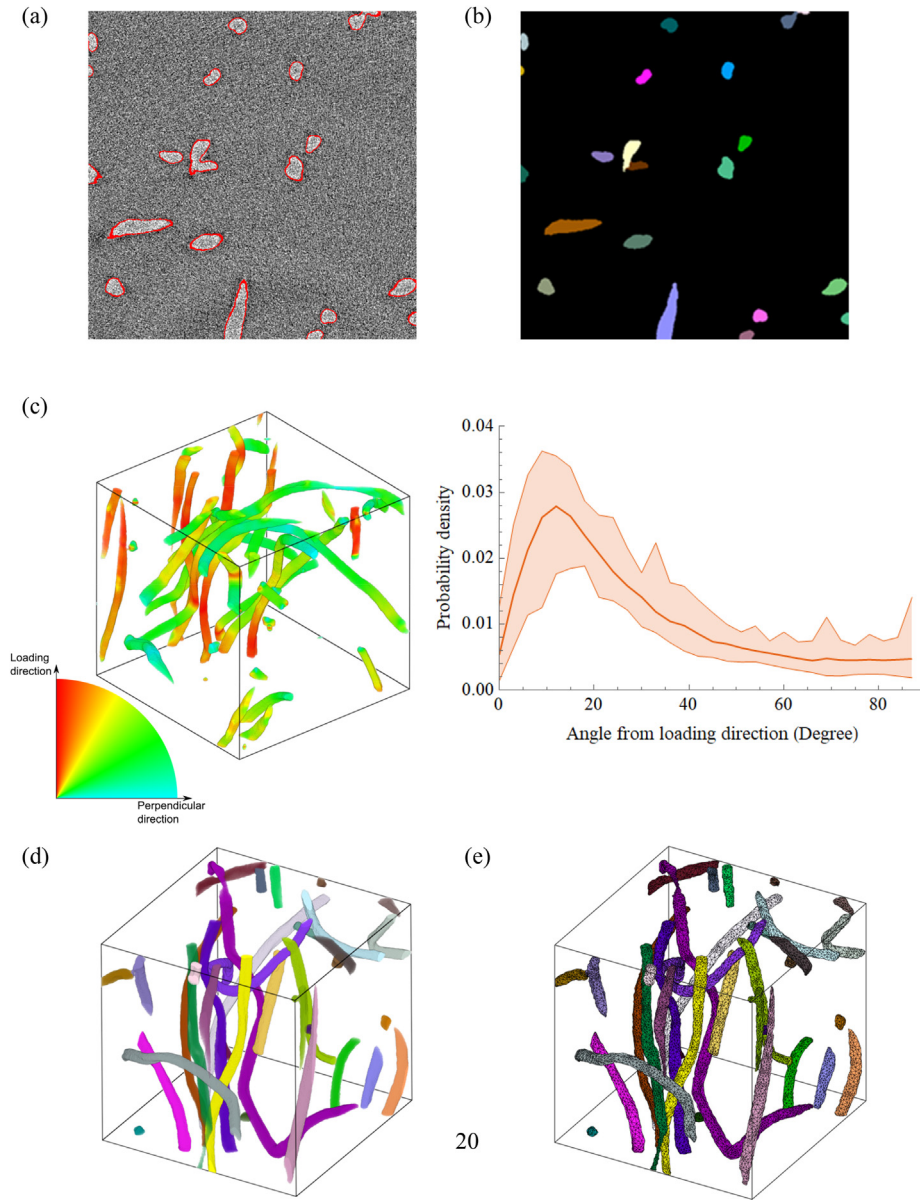 (a)
(b)
(c)
0.04
0.03
0.02
0.01
0.00
Probability density
0
20
40
60
80
Angle from loading direction (Degree)
Loading
direction
Perpendicular
direction
(d)
(e)
20